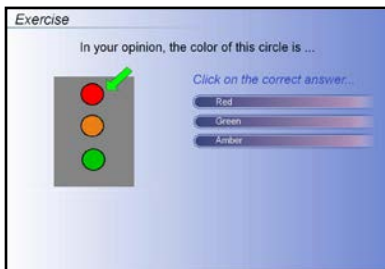 Exercise
In your opinion, the color of this circle is ...
Click on the correct answer...
Red
Green
Amber